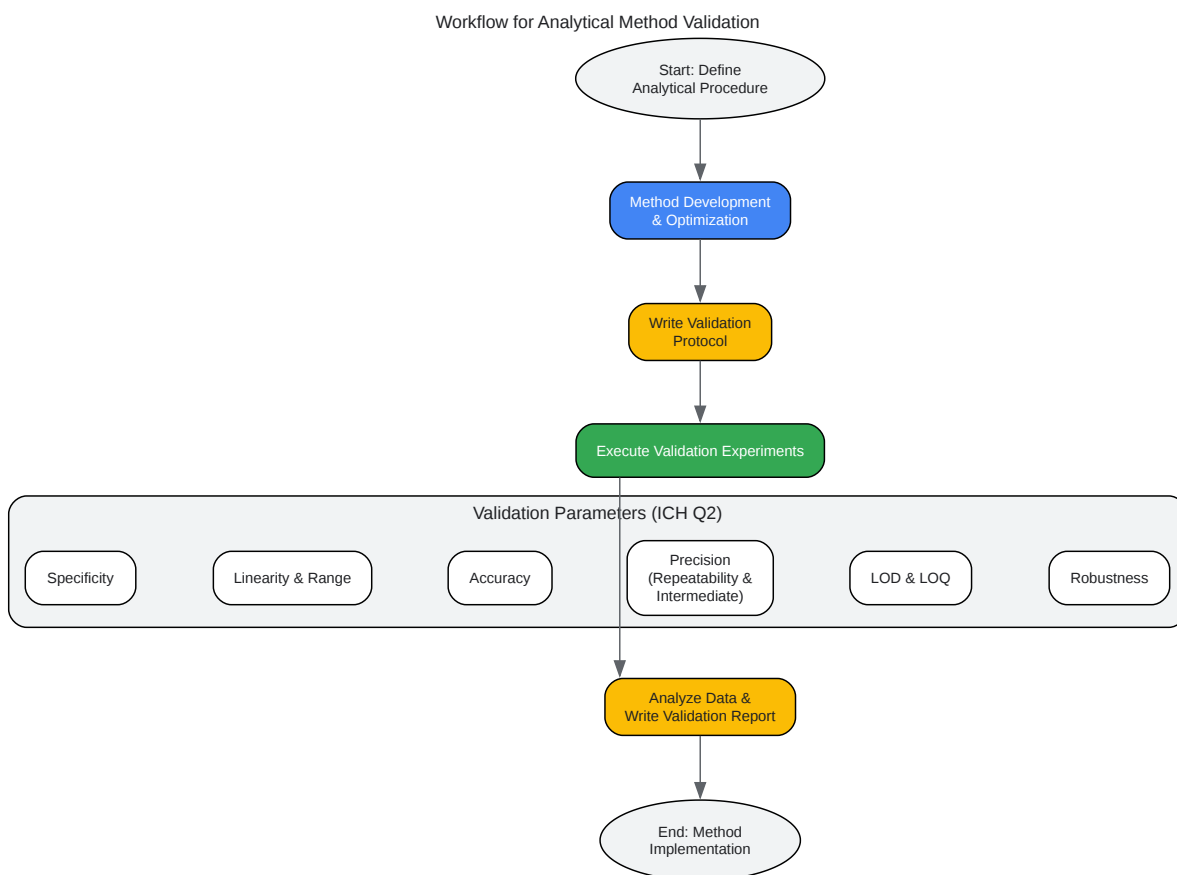 Workflow for Analytical Method Validation
Start: Define
Analytical Procedure
Method Development
& Optimization
Write Validation
Protocol
Execute Validation Experiments
Validation Parameters (ICH Q2)
Specificity
Linearity & Range
Accuracy
Precision
(Repeatability &
Intermediate)
LOD & LOQ
Robustness
Analyze Data &
Write Validation Report
End: Method
Implementation